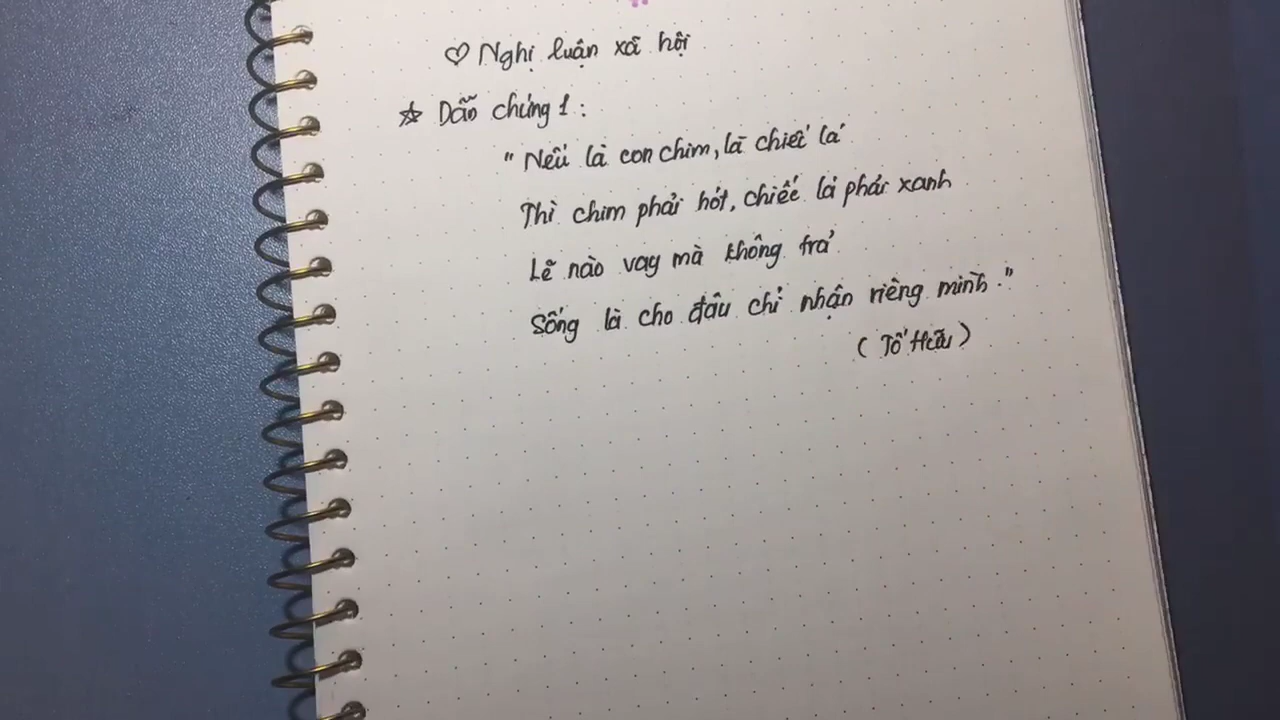 ♡ Nghị luận xã hội
☆ Dẫn chứng 1:
"Nếu là con chim, là chiếc lá
Thì chim phải hót, chiếc lá phải xanh
Lẽ nào vay mà không trả
Sống là cho đâu chỉ nhận riêng mình."
(Tố Hữu)